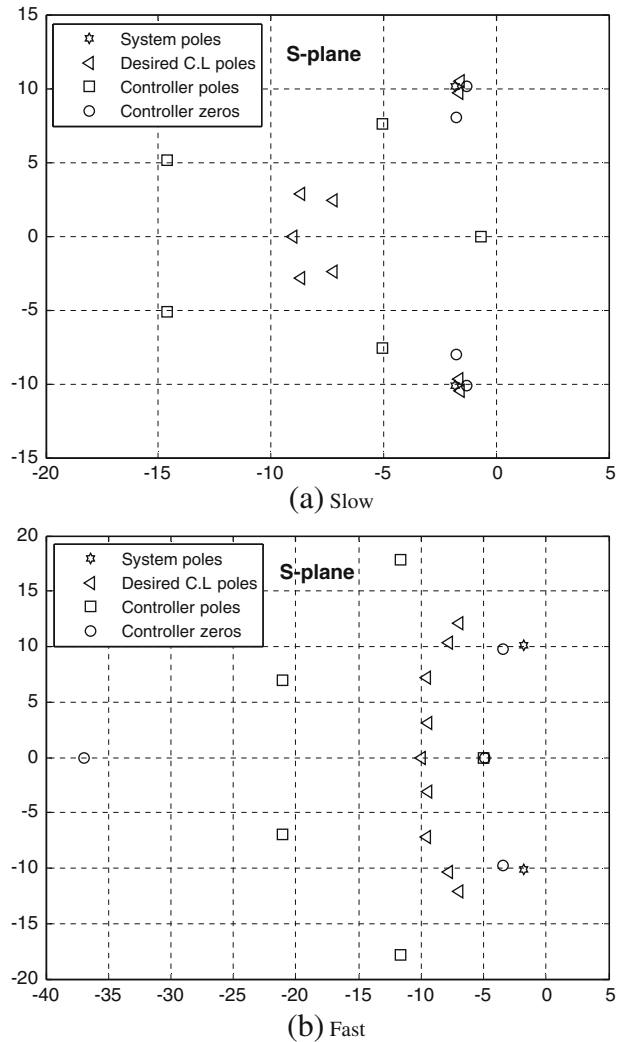 15
10
5
0
-5
-10
15
-20
-15
-10
-5
0
5
System poles
Desired C.L poles
Controller poles
Controller zeros
S-plane
(a) Slow
20
15
10
5
0
-5
-10
-15
-20
-40
-35
-30
-25
-20
-15
-10
-5
0
5
System poles
Desired C.L poles
Controller poles
Controller zeros
S-plane
(b) Fast